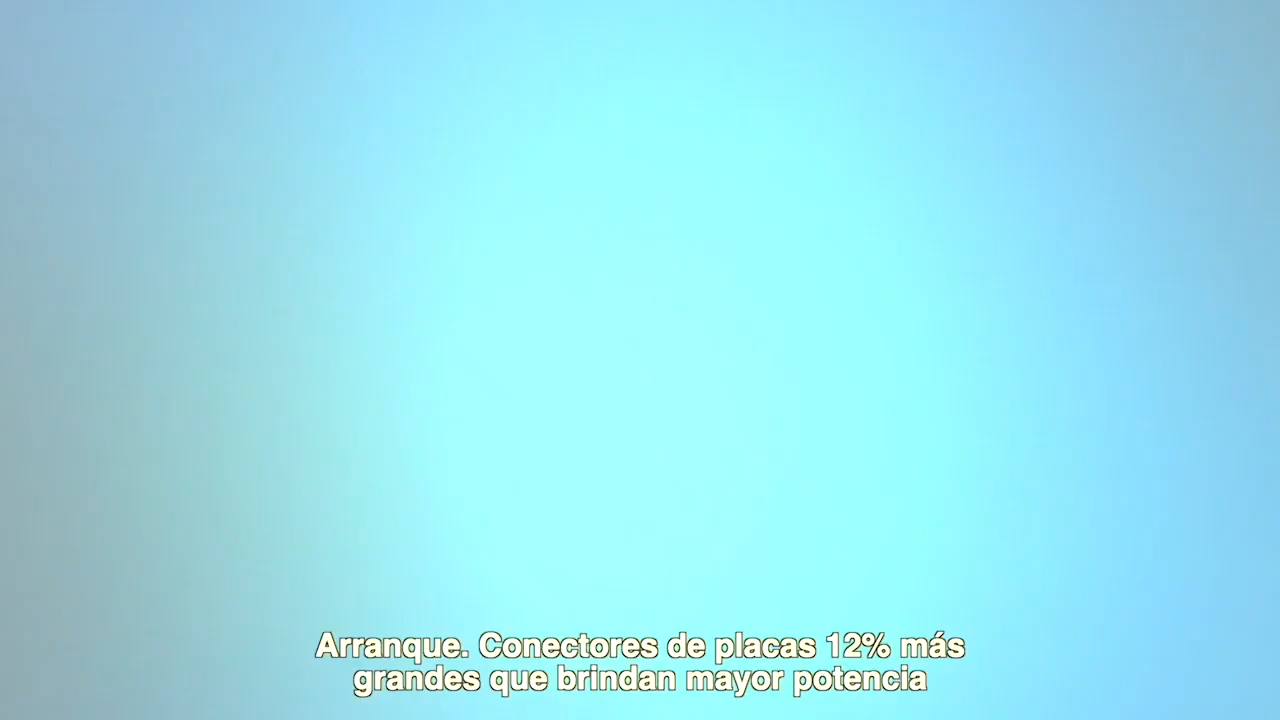 Arranque. Conectores de placas 12% más
grandes que brindan mayor potencia